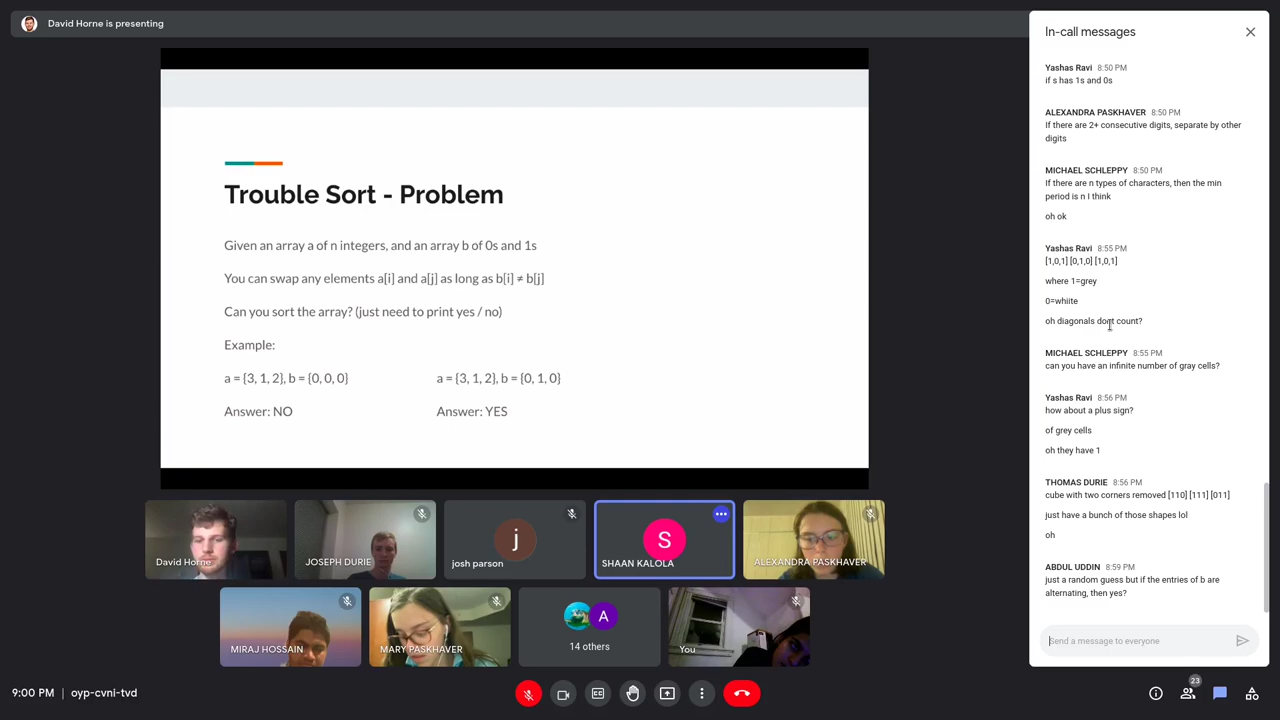 David Horne is presenting
Trouble Sort - Problem
Given an array a of n integers, and an array b of 0s and 1s
You can swap any elements a[i] and a[j] as long as b[i] ≠ b[j]
Can you sort the array? (just need to print yes / no)
Example:
a = {3, 1, 2}, b = {0, 0, 0}
a = {3, 1, 2}, b = {0, 1, 0}
Answer: NO
Answer: YES
David Horne
JOSEPH DURIE
j
josh parson
S
SHAAN KALOLA
ALEXANDRA PASKHAVER
MIRAJ HOSSAIN
MARY PASKHAVER
A
14 others
You
In-call messages
Yashas Ravi 8:50 PM
if s has 1s and 0s
ALEXANDRA PASKHAVER 8:50 PM
If there are 2+ consecutive digits, separate by other
digits
MICHAEL SCHLEPPY 8:50 PM
If there are n types of characters, then the min
period is n I think
oh ok
Yashas Ravi 8:55 PM
[1,0,1] [0,1,0] [1,0,1]
where 1=grey
0=whiite
oh diagonals dont count?
MICHAEL SCHLEPPY 8:55 PM
can you have an infinite number of gray cells?
Yashas Ravi 8:56 PM
how about a plus sign?
of grey cells
oh they have 1
THOMAS DURIE 8:56 PM
cube with two corners removed [110] [111] [011]
just have a bunch of those shapes lol
oh
ABDUL UDDIN 8:59 PM
just a random guess but if the entries of b are
alternating, then yes?
Send a message to everyone
9:00 PM | oyp-cvni-tvd
23